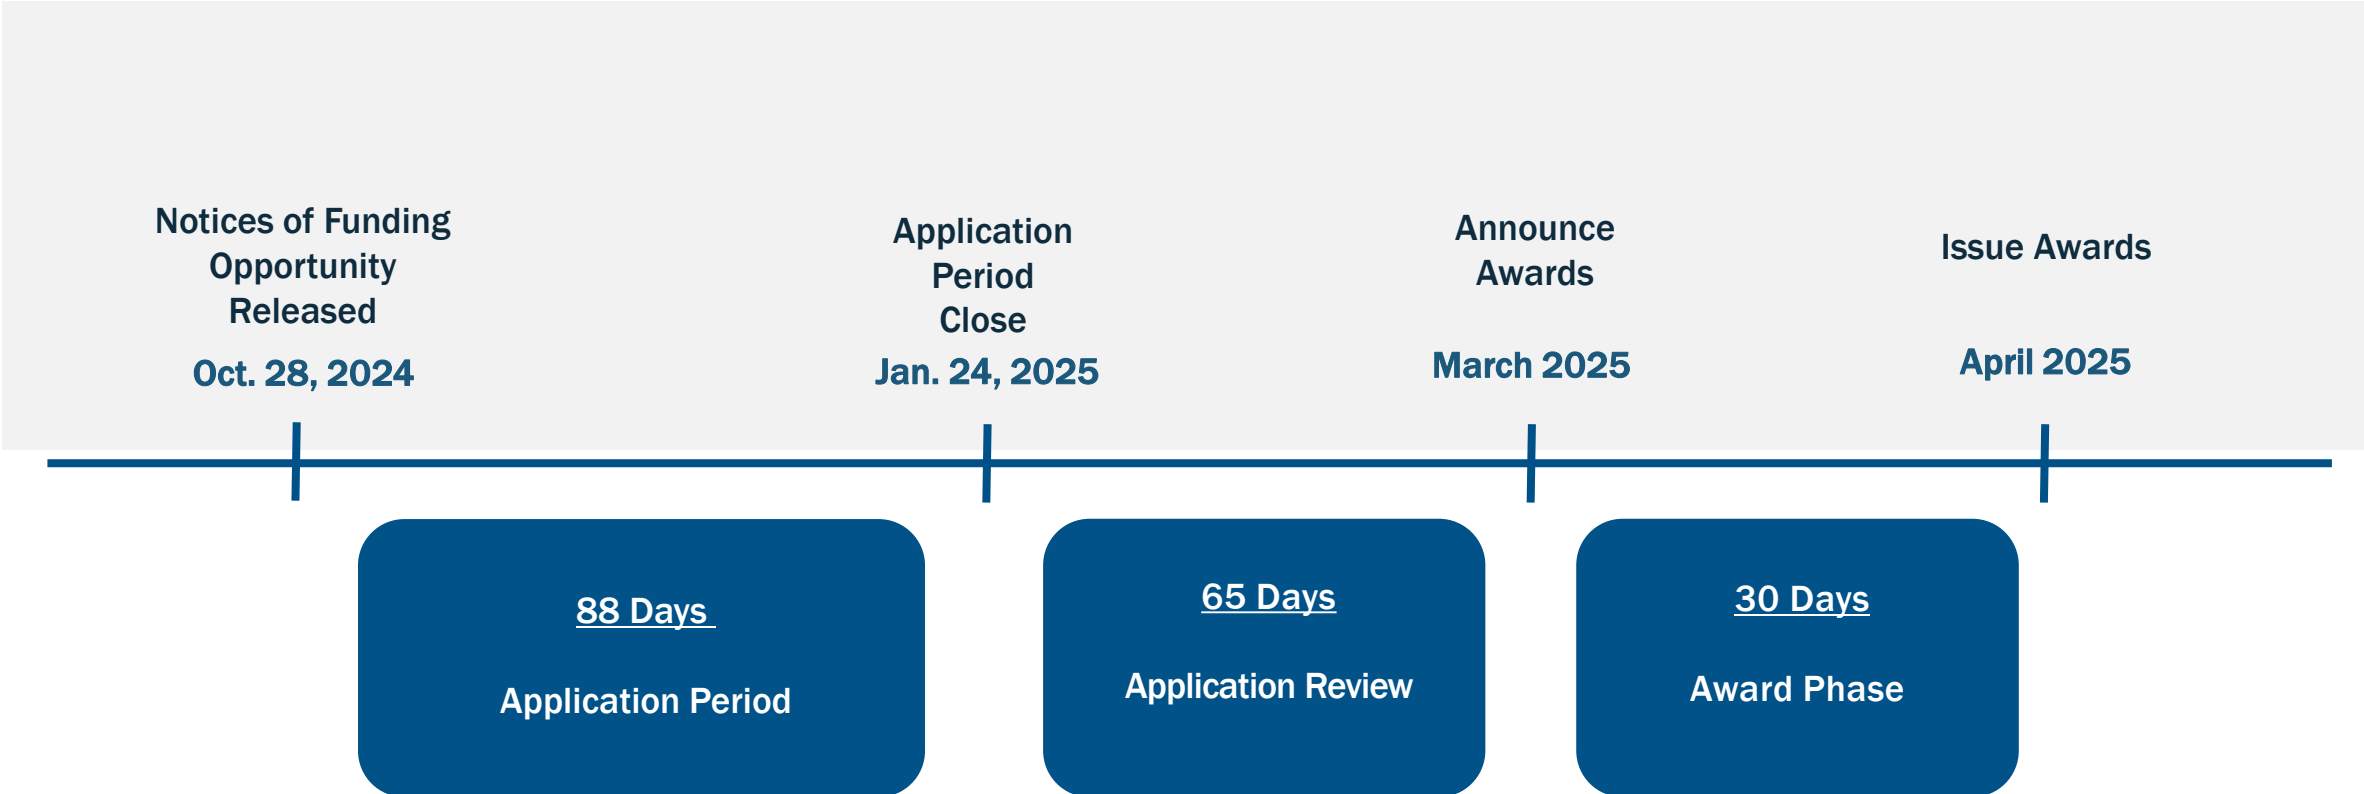 Notices of Funding
Opportunity
Released
Oct. 28, 2024
Application
Period
Close
Jan. 24, 2025
Announce
Awards
March 2025
Issue Awards
April 2025
88 Days
Application Period
65 Days
Application Review
30 Days
Award Phase